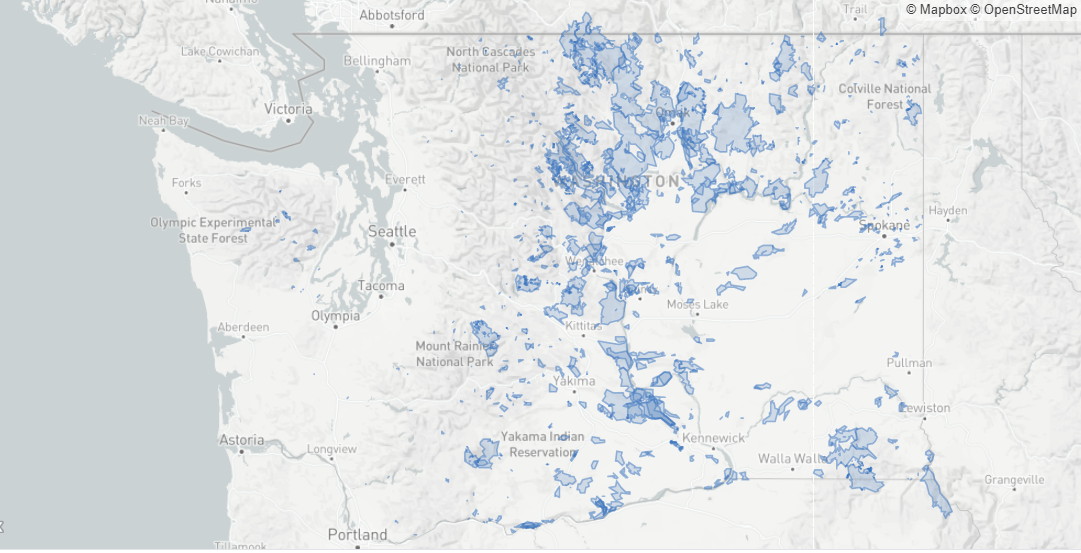 © Mapbox © OpenStreetMap
Nanaimo
Abbotsford
Trail
Creston
Lake Cowichan
North Cascades
National Park
Bellingham
Colville National
Forest
Victoria
Neah Bay
Forks
Everett
WASHINGTON
Olympic Experimental
State Forest
Hayden
Spokane
Seattle
Wenatchee
Tacoma
Moses Lake
Olympia
Aberdeen
Kittitas
Mount Rainier
National Park
Pullman
Yakima
Lewiston
Astoria
Yakama Indian
Reservation
Kennewick
Longview
Walla Walla
Grangeville
Portland
Tillamook